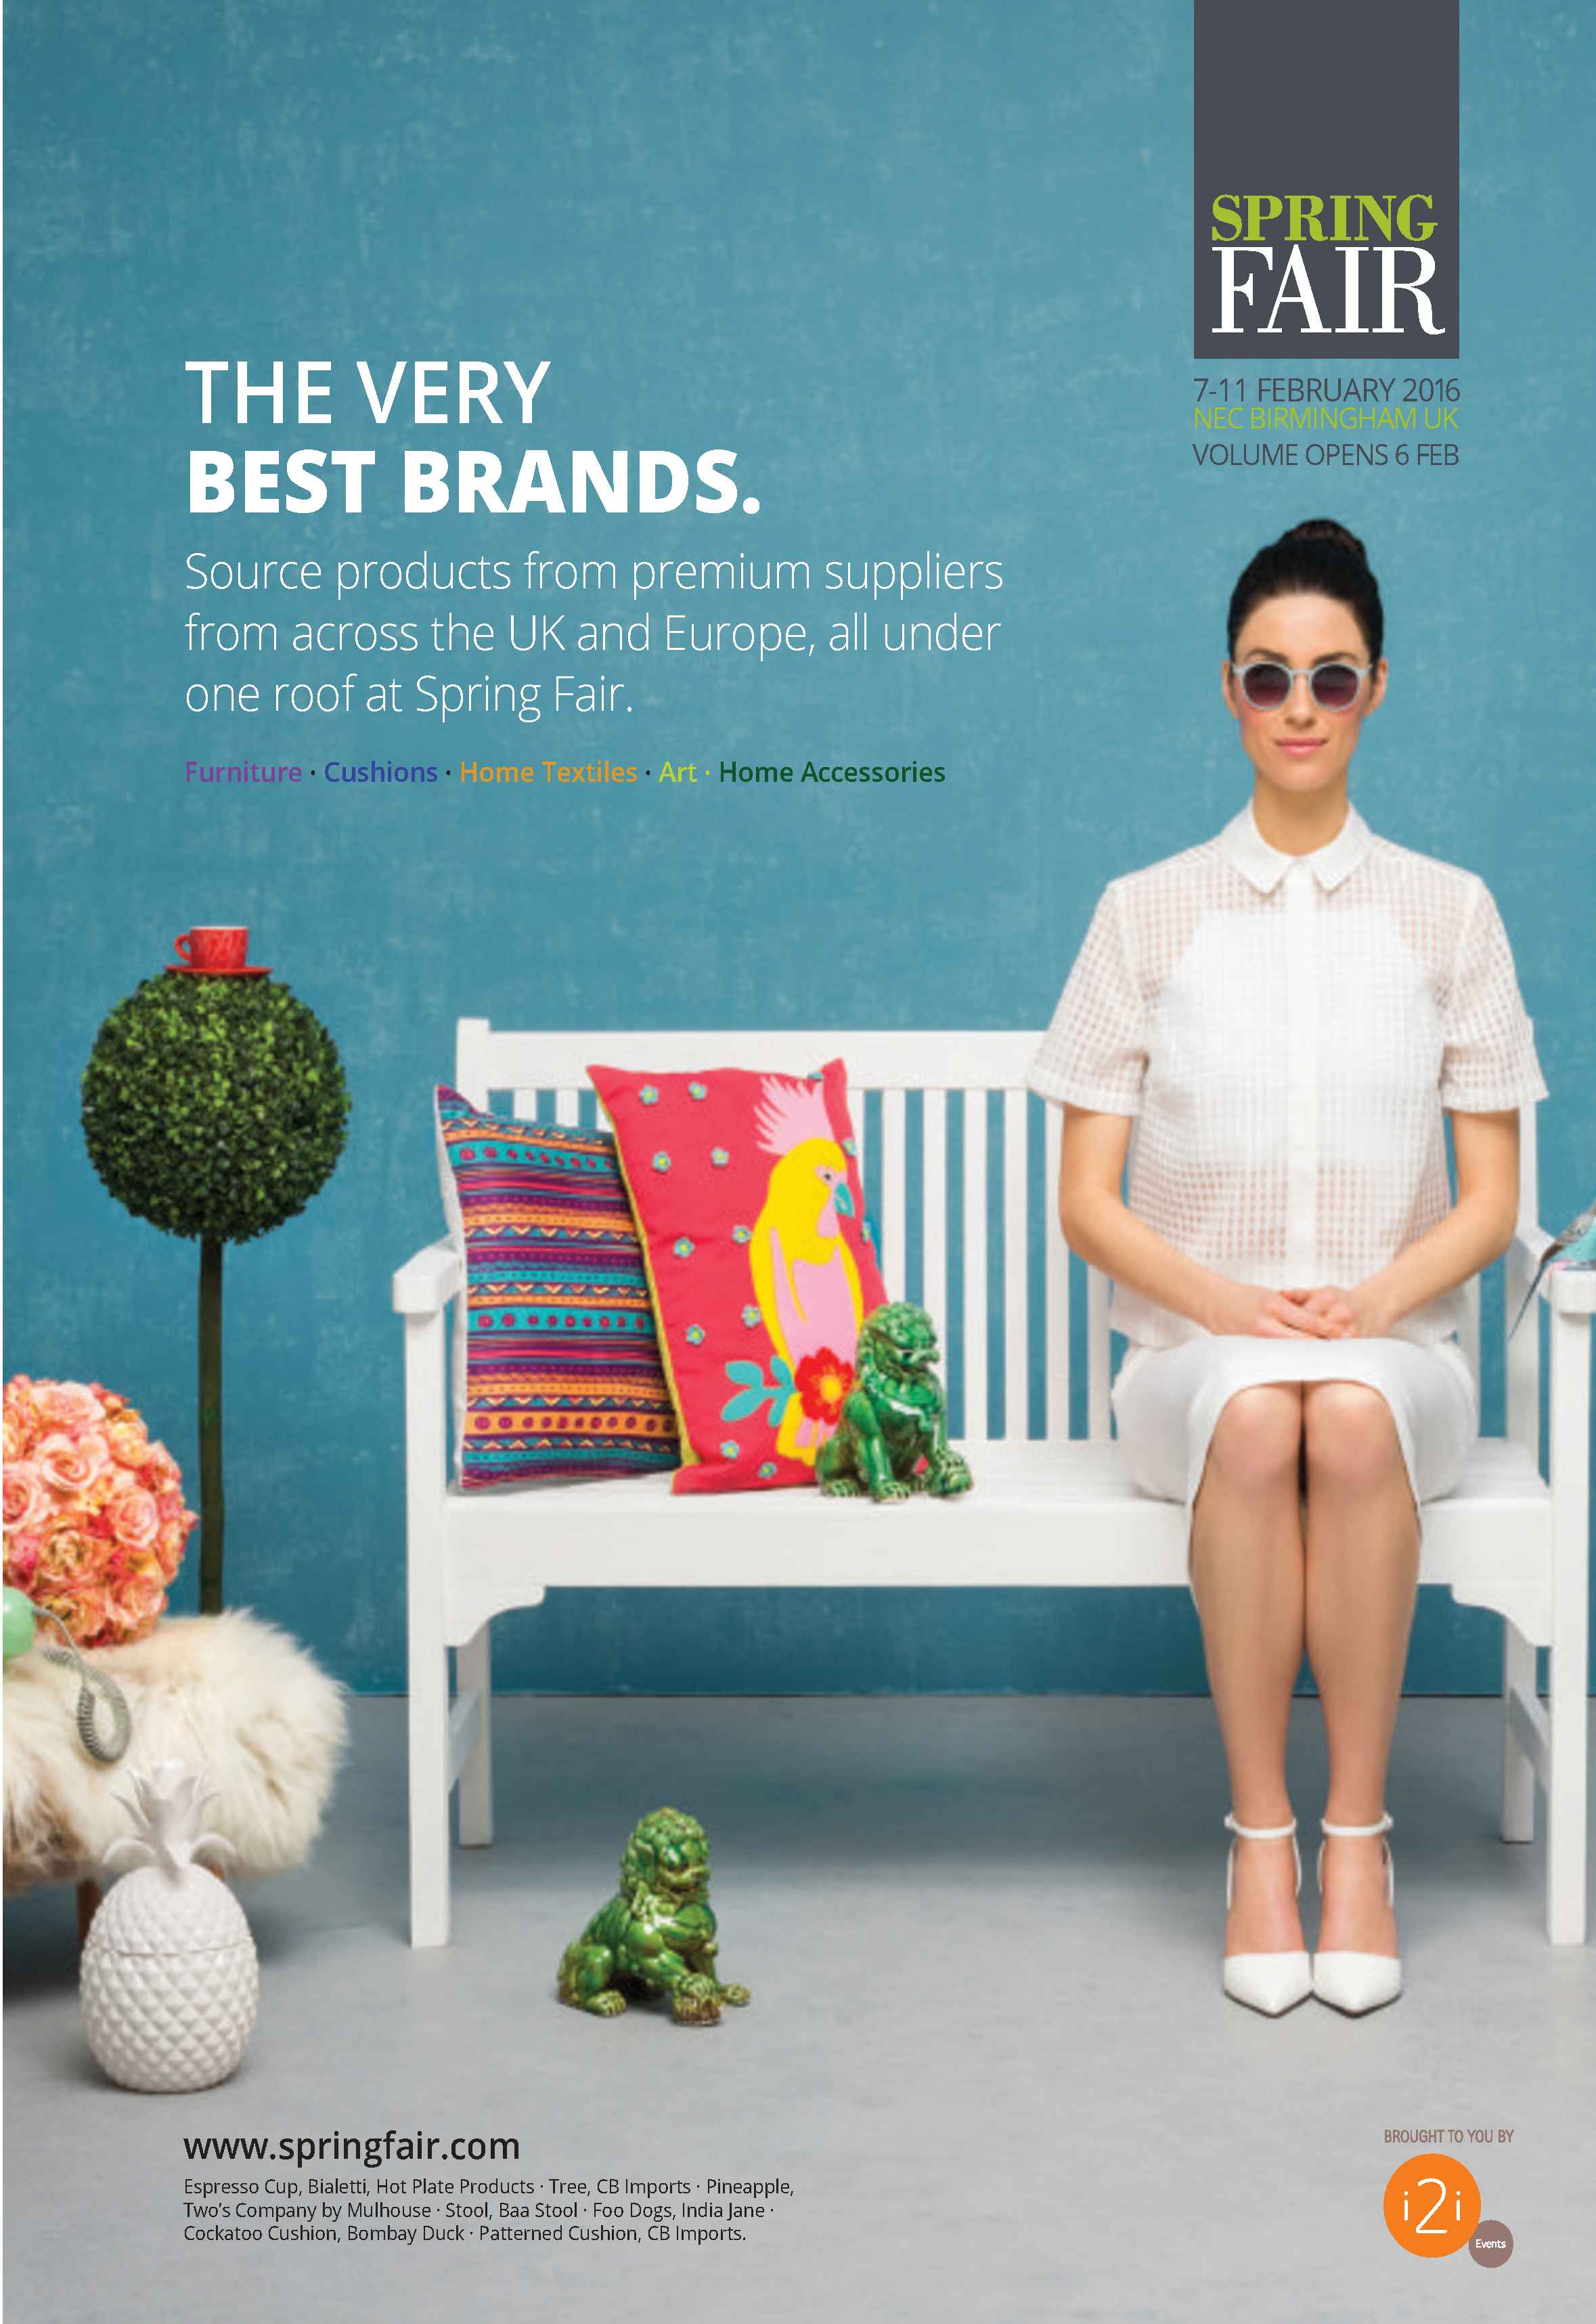 SPRING
FAIR
7-11 FEBRUARY 2016
NEC BIRMINGHAM UK
VOLUME OPENS 6 FEB
THE VERY
BEST BRANDS.
Source products from premium suppliers
from across the UK and Europe, all under
one roof at Spring Fair.
Furniture · Cushions · Home Textiles · Art · Home Accessories
www.springfair.com
Espresso Cup, Bialetti, Hot Plate Products · Tree, CB Imports · Pineapple,
Two's Company by Mulhouse · Stool, Baa Stool · Foo Dogs, India Jane ·
Cockatoo Cushion, Bombay Duck · Patterned Cushion, CB Imports.
BROUGHT TO YOU BY
i2i
Events